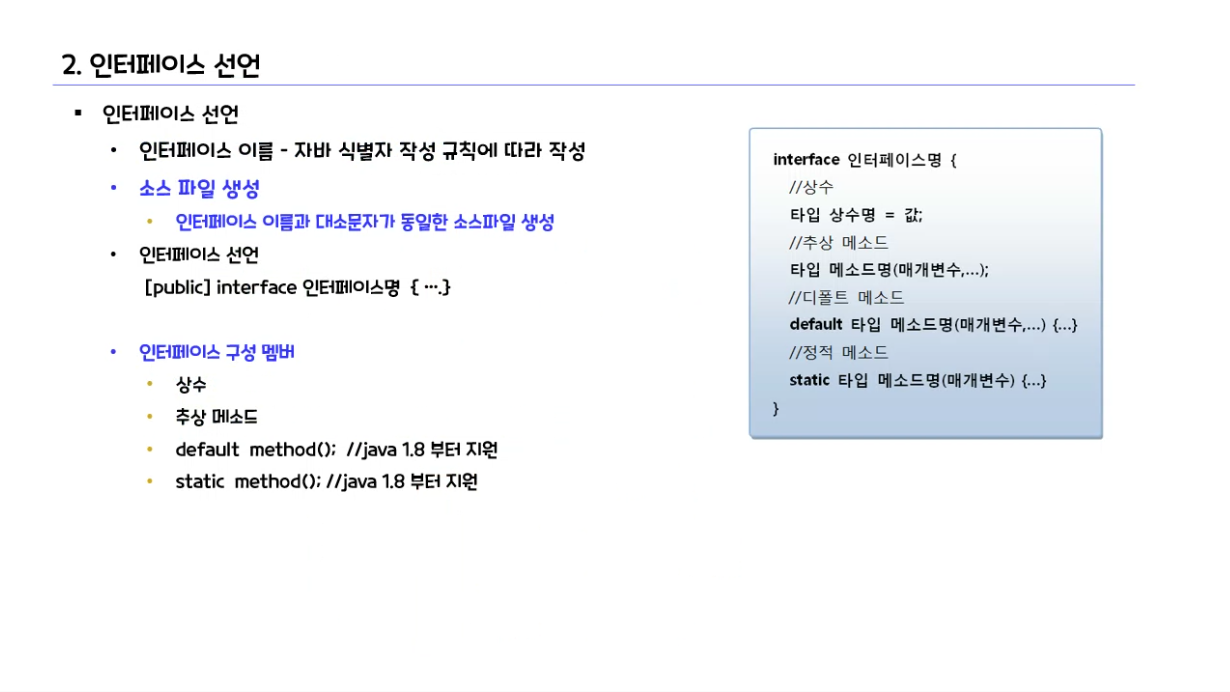 2. 인터페이스 선언
▪ 인터페이스 선언
• 인터페이스 이름 - 자바 식별자 작성 규칙에 따라 작성
• 소스 파일 생성
• 인터페이스 이름과 대소문자가 동일한 소스파일 생성
• 인터페이스 선언
[public] interface 인터페이스명 { ….}
• 인터페이스 구성 멤버
• 상수
• 추상 메소드
• default method(); //java 1.8 부터 지원
• static method(); //java 1.8 부터 지원
interface 인터페이스명 {
//상수
타입 상수명 = 값;
//추상 메소드
타입 메소드명(매개변수,...);
//디폴트 메소드
default 타입 메소드명(매개변수,...) {...}
//정적 메소드
static 타입 메소드명(매개변수) {...}
}